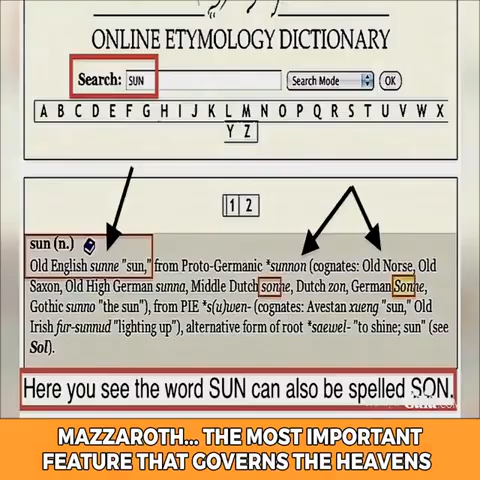 ONLINE ETYMOLOGY DICTIONARY
Search: SUN Search Mode OK
A B C D E F G H I J K L M N O P Q R S T U V W X
Y Z
1 2
sun (n.)
Old English sunne "sun," from Proto-Germanic *sunnon (cognates: Old Norse, Old
Saxon, Old High German sunna, Middle Dutch sonne, Dutch zon, German Sonne,
Gothic sunno "the sun"), from PIE *s(u)wen- (cognates: Avestan xueng "sun," Old
Irish fur-sunnud "lighting up"), alternative form of root *saewel- "to shine; sun" (see
Sol).
Here you see the word SUN can also be spelled SON.
MAZZAROTH... THE MOST IMPORTANT
FEATURE THAT GOVERNS THE HEAVENS